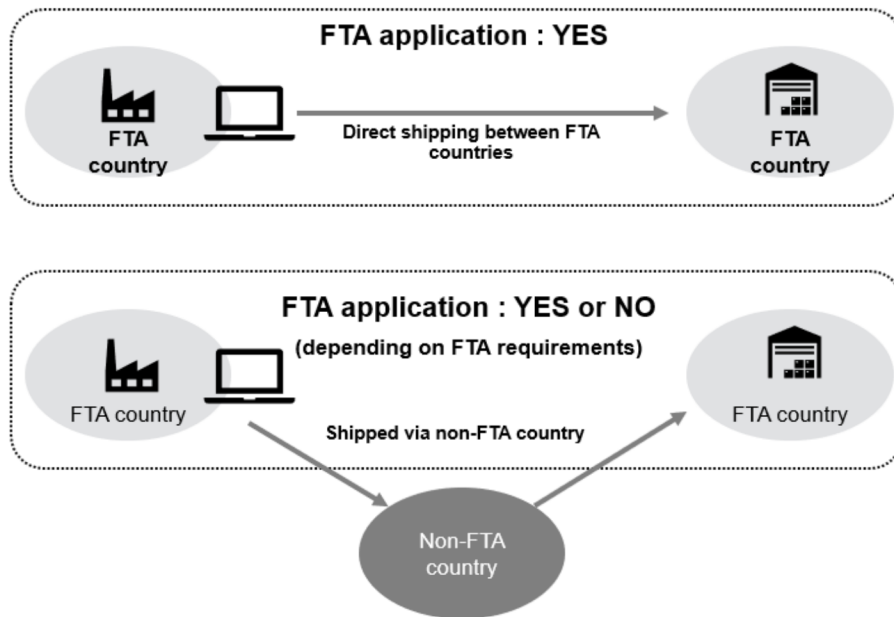 FTA application : YES
FTA
country
Direct shipping between FTA
countries
FTA
country
FTA application : YES or NO
(depending on FTA requirements)
FTA country
Shipped via non-FTA country
FTA country
Non-FTA
country